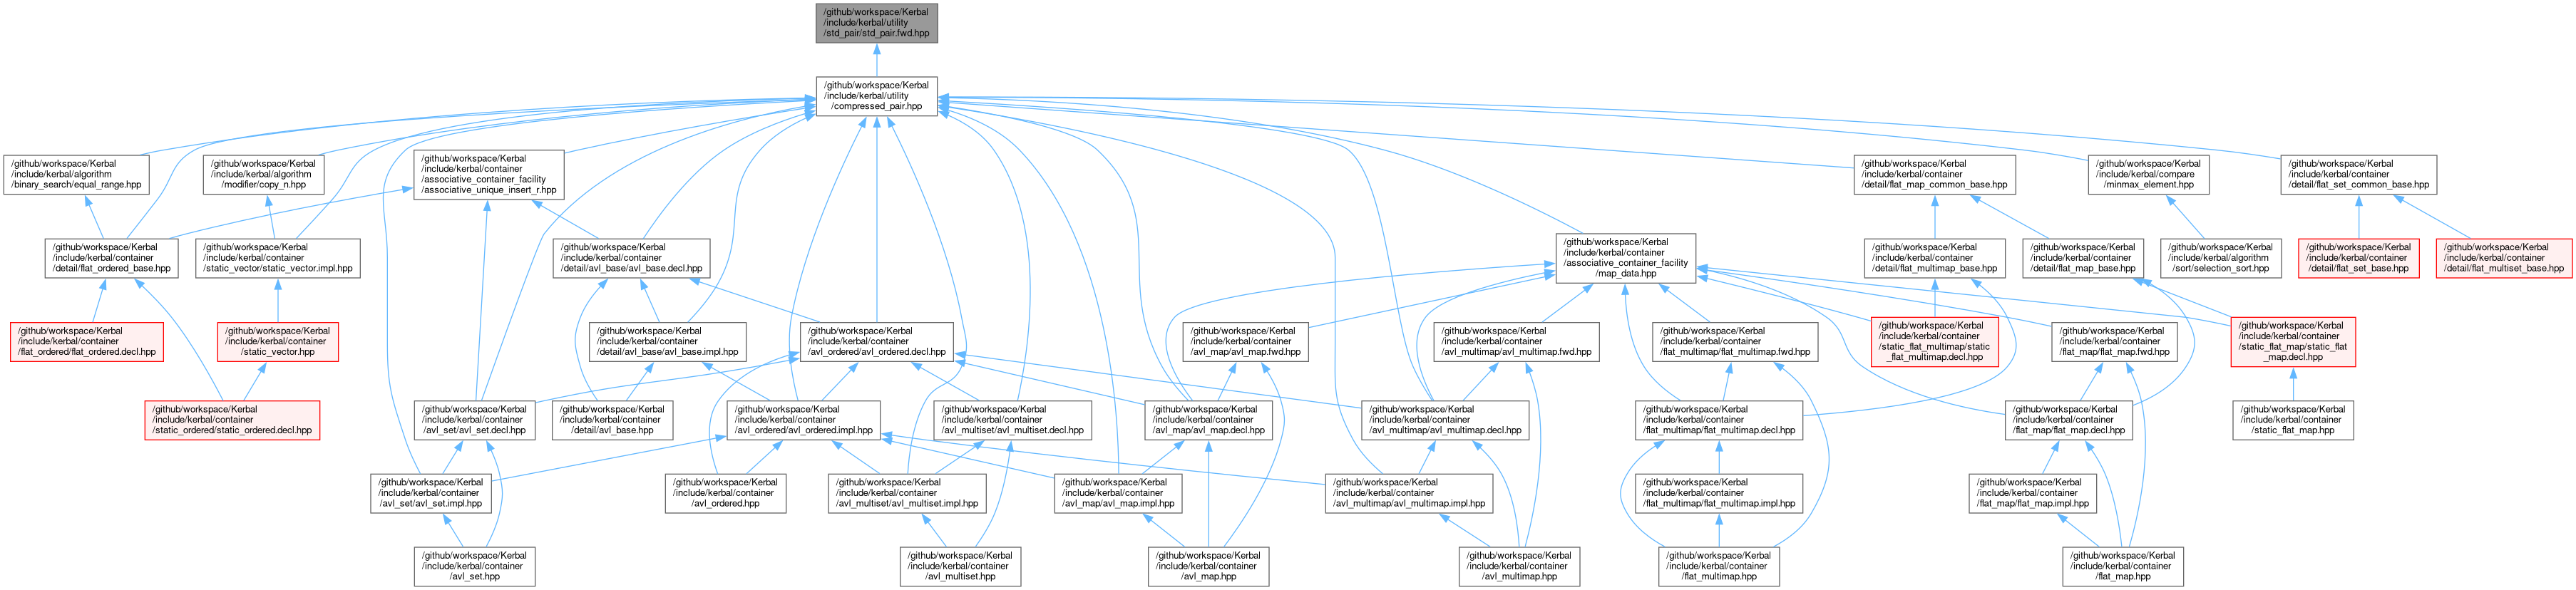 /github/workspace/Kerbal
/include/kerbal/utility
/std_pair/std_pair.fwd.hpp
/github/workspace/Kerbal
/include/kerbal/utility
/compressed_pair.hpp
/github/workspace/Kerbal
/include/kerbal/algorithm
/binary_search/equal_range.hpp
/github/workspace/Kerbal
/include/kerbal/algorithm
/modifier/copy_n.hpp
/github/workspace/Kerbal
/include/kerbal/container
/associative_container_facility
/associative_unique_insert_r.hpp
/github/workspace/Kerbal
/include/kerbal/container
/detail/flat_map_common_base.hpp
/github/workspace/Kerbal
/include/kerbal/compare
/minmax_element.hpp
/github/workspace/Kerbal
/include/kerbal/container
/detail/flat_set_common_base.hpp
/github/workspace/Kerbal
/include/kerbal/container
/detail/flat_ordered_base.hpp
/github/workspace/Kerbal
/include/kerbal/container
/static_vector/static_vector.impl.hpp
/github/workspace/Kerbal
/include/kerbal/container
/detail/avl_base/avl_base.decl.hpp
/github/workspace/Kerbal
/include/kerbal/container
/associative_container_facility
/map_data.hpp
/github/workspace/Kerbal
/include/kerbal/container
/detail/flat_multimap_base.hpp
/github/workspace/Kerbal
/include/kerbal/container
/detail/flat_map_base.hpp
/github/workspace/Kerbal
/include/kerbal/algorithm
/sort/selection_sort.hpp
/github/workspace/Kerbal
/include/kerbal/container
/detail/flat_set_base.hpp
/github/workspace/Kerbal
/include/kerbal/container
/detail/flat_multiset_base.hpp
/github/workspace/Kerbal
/include/kerbal/container
/flat_ordered/flat_ordered.decl.hpp
/github/workspace/Kerbal
/include/kerbal/container
/static_vector.hpp
/github/workspace/Kerbal
/include/kerbal/container
/detail/avl_base/avl_base.impl.hpp
/github/workspace/Kerbal
/include/kerbal/container
/avl_ordered/avl_ordered.decl.hpp
/github/workspace/Kerbal
/include/kerbal/container
/avl_map/avl_map.fwd.hpp
/github/workspace/Kerbal
/include/kerbal/container
/avl_multimap/avl_multimap.fwd.hpp
/github/workspace/Kerbal
/include/kerbal/container
/flat_multimap/flat_multimap.fwd.hpp
/github/workspace/Kerbal
/include/kerbal/container
/static_flat_multimap/static
_flat_multimap.decl.hpp
/github/workspace/Kerbal
/include/kerbal/container
/flat_map/flat_map.fwd.hpp
/github/workspace/Kerbal
/include/kerbal/container
/static_flat_map/static_flat
_map.decl.hpp
/github/workspace/Kerbal
/include/kerbal/container
/static_ordered/static_ordered.decl.hpp
/github/workspace/Kerbal
/include/kerbal/container
/avl_set/avl_set.decl.hpp
/github/workspace/Kerbal
/include/kerbal/container
/detail/avl_base.hpp
/github/workspace/Kerbal
/include/kerbal/container
/avl_ordered/avl_ordered.impl.hpp
/github/workspace/Kerbal
/include/kerbal/container
/avl_multiset/avl_multiset.decl.hpp
/github/workspace/Kerbal
/include/kerbal/container
/avl_map/avl_map.decl.hpp
/github/workspace/Kerbal
/include/kerbal/container
/avl_multimap/avl_multimap.decl.hpp
/github/workspace/Kerbal
/include/kerbal/container
/flat_multimap/flat_multimap.decl.hpp
/github/workspace/Kerbal
/include/kerbal/container
/flat_map/flat_map.decl.hpp
/github/workspace/Kerbal
/include/kerbal/container
/static_flat_map.hpp
/github/workspace/Kerbal
/include/kerbal/container
/avl_set/avl_set.impl.hpp
/github/workspace/Kerbal
/include/kerbal/container
/avl_ordered.hpp
/github/workspace/Kerbal
/include/kerbal/container
/avl_multiset/avl_multiset.impl.hpp
/github/workspace/Kerbal
/include/kerbal/container
/avl_map/avl_map.impl.hpp
/github/workspace/Kerbal
/include/kerbal/container
/avl_multimap/avl_multimap.impl.hpp
/github/workspace/Kerbal
/include/kerbal/container
/flat_multimap/flat_multimap.impl.hpp
/github/workspace/Kerbal
/include/kerbal/container
/flat_map/flat_map.impl.hpp
/github/workspace/Kerbal
/include/kerbal/container
/avl_set.hpp
/github/workspace/Kerbal
/include/kerbal/container
/avl_multiset.hpp
/github/workspace/Kerbal
/include/kerbal/container
/avl_map.hpp
/github/workspace/Kerbal
/include/kerbal/container
/avl_multimap.hpp
/github/workspace/Kerbal
/include/kerbal/container
/flat_multimap.hpp
/github/workspace/Kerbal
/include/kerbal/container
/flat_map.hpp